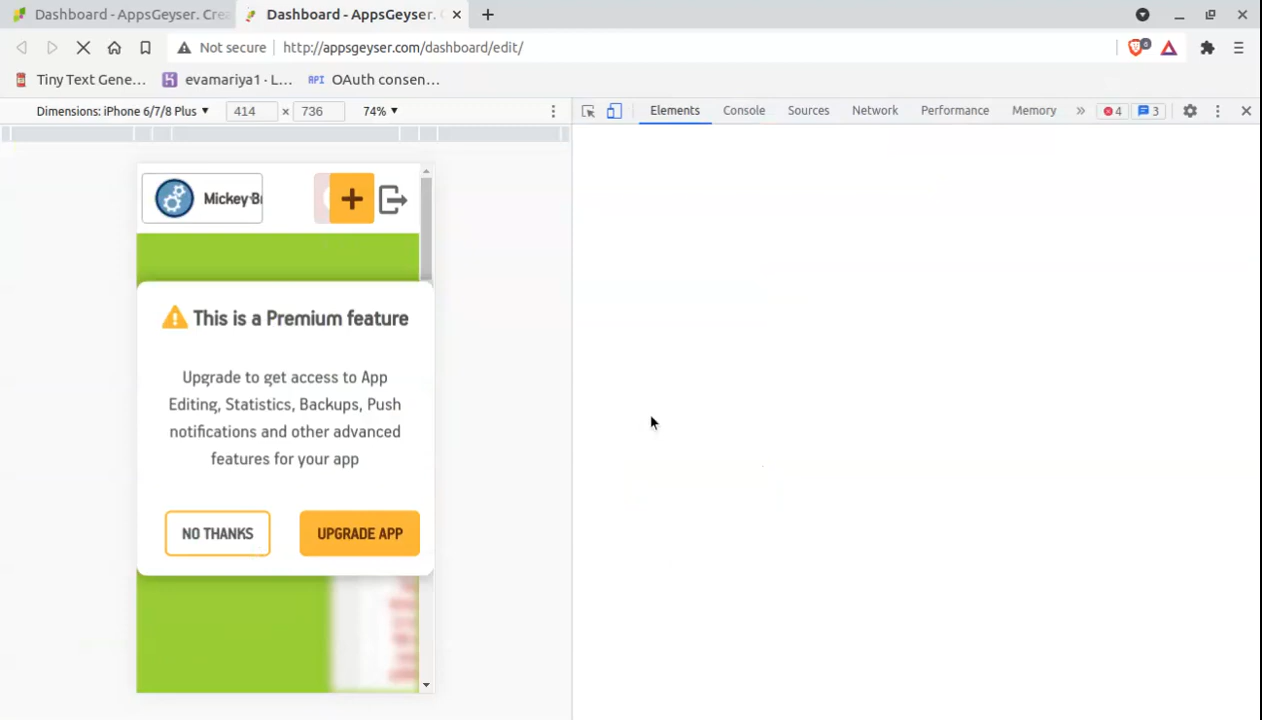 Dashboard - AppsGeyser. Crea
Dashboard - AppsGeyser.
Not secure
http://appsgeyser.com/dashboard/edit/
Tiny Text Gene...
evamariya1 · L...
API
OAuth consen...
Dimensions: iPhone 6/7/8 Plus
414
×
736
74%
Elements
Console
Sources
Network
Performance
Memory
»
4
3
Mickey
This is a Premium feature
Upgrade to get access to App
Editing, Statistics, Backups, Push
notifications and other advanced
features for your app
NO THANKS
UPGRADE APP